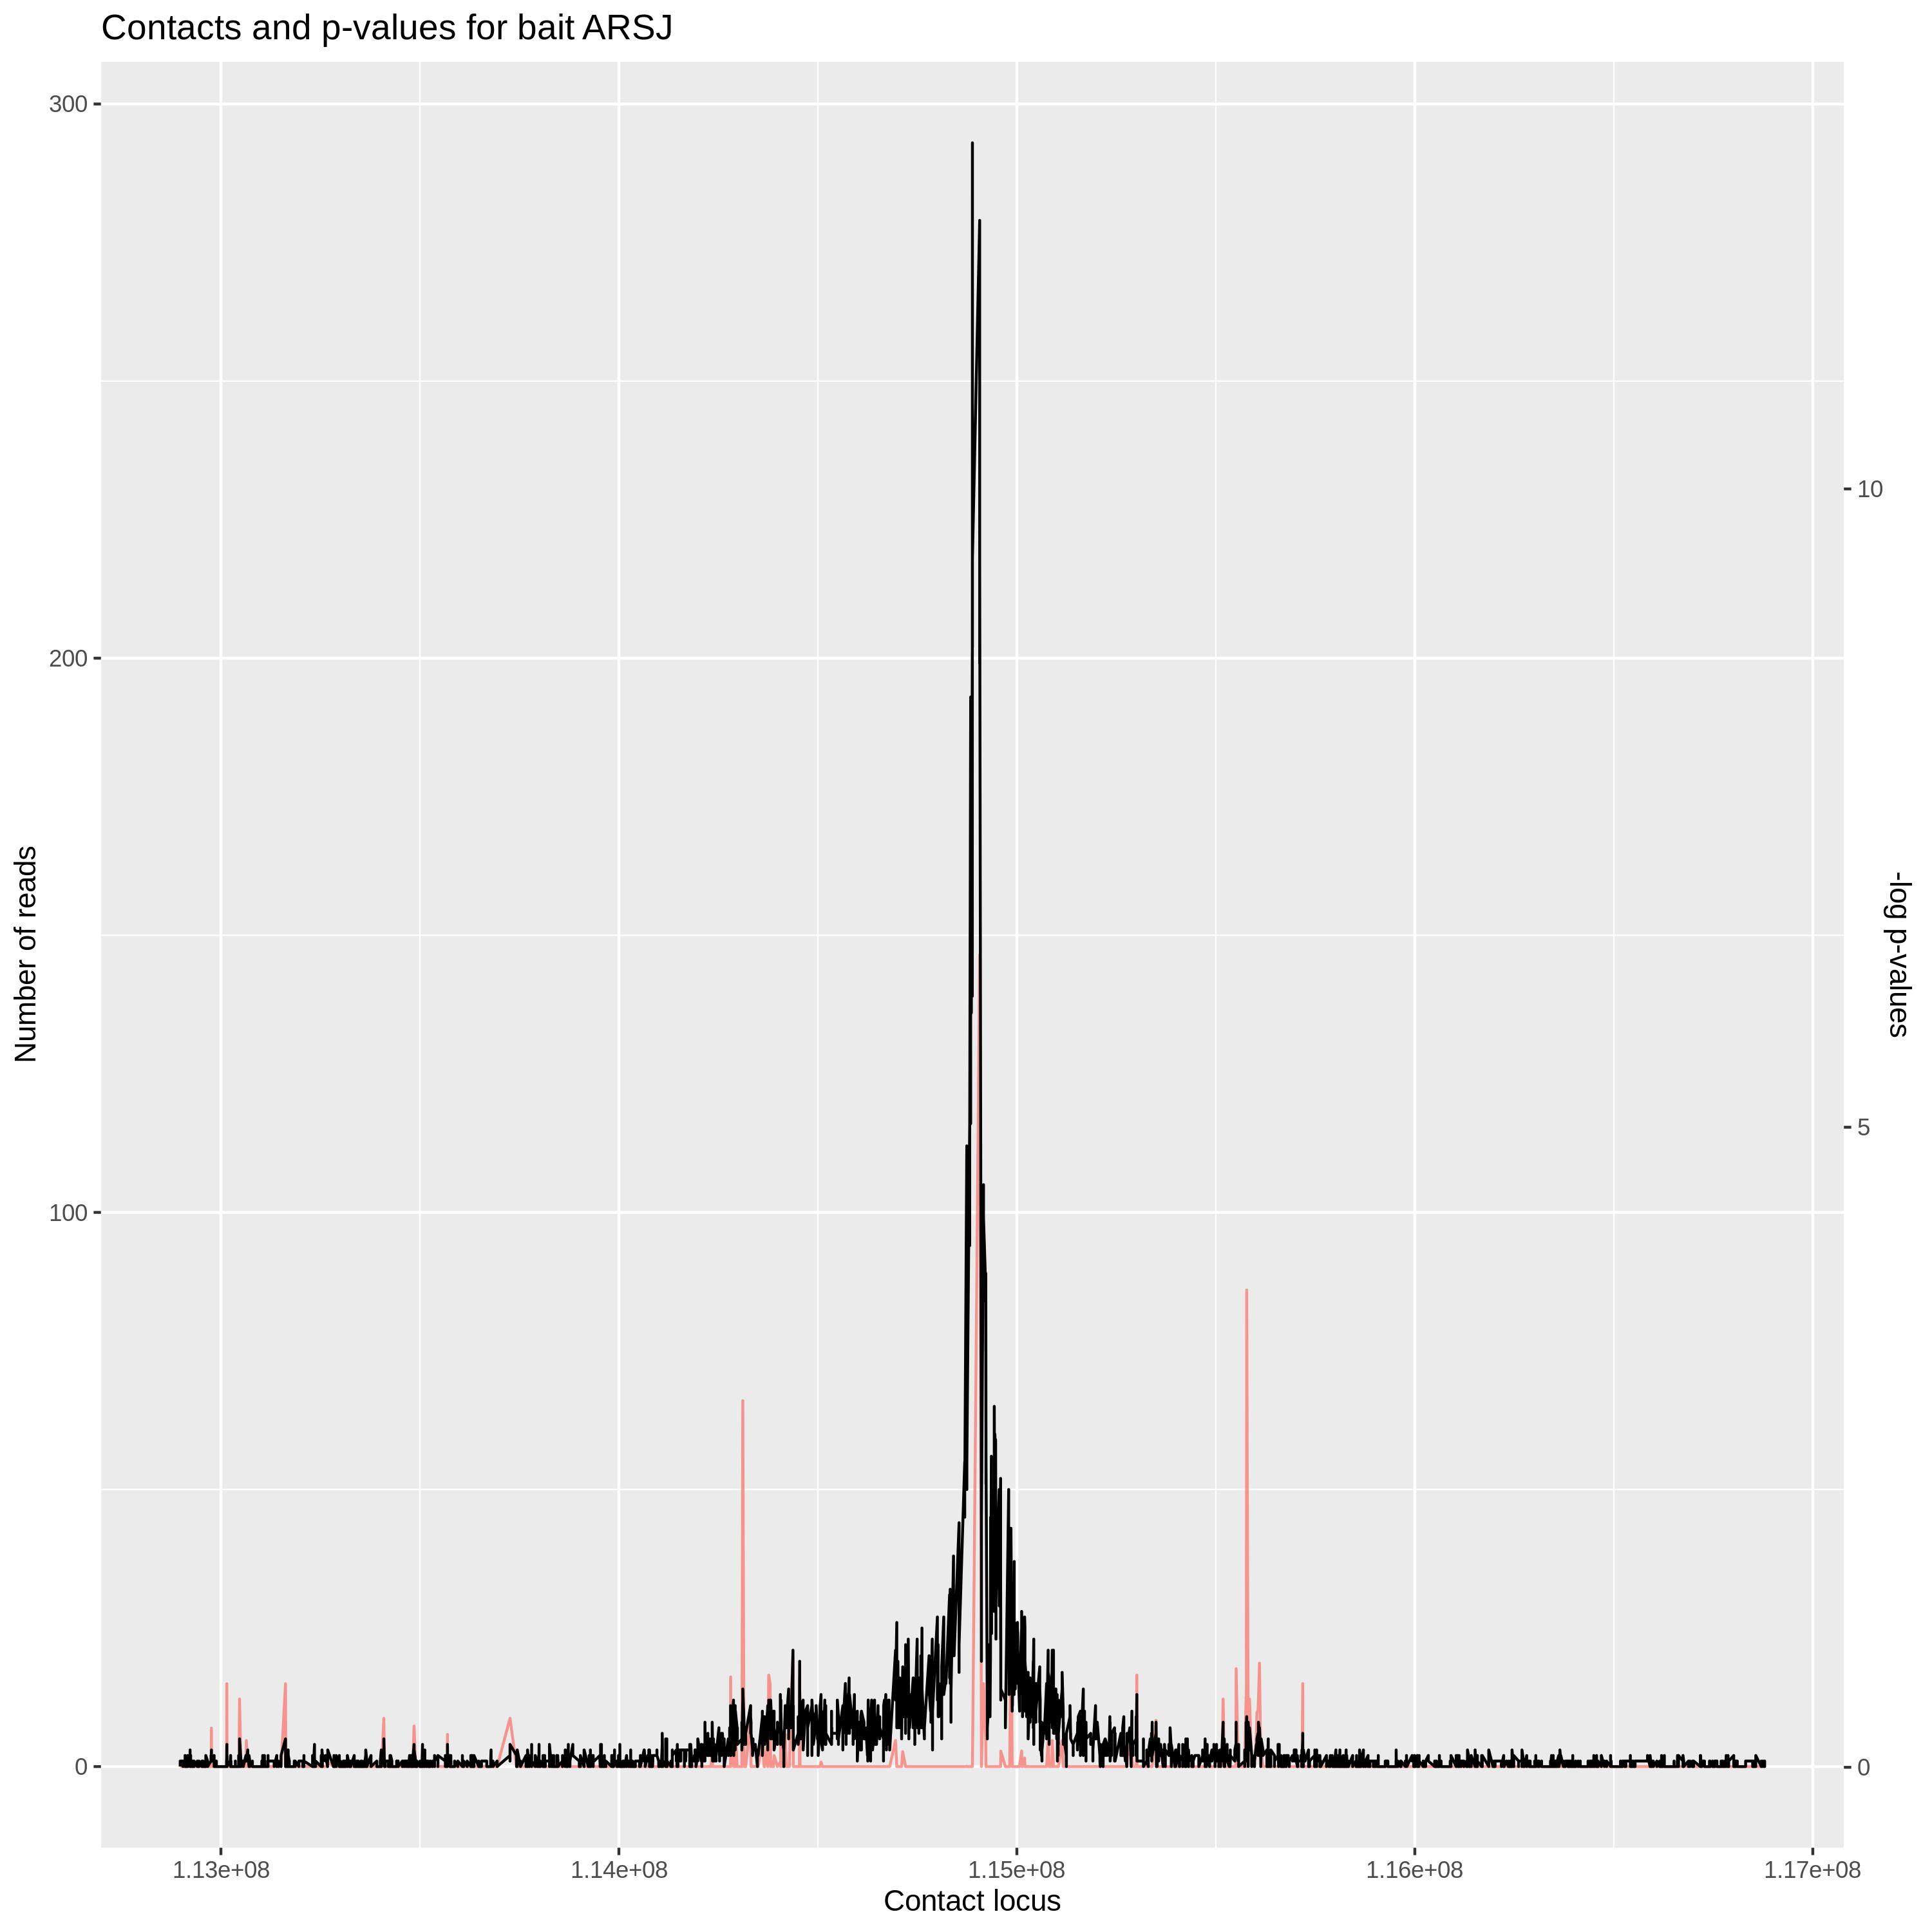 Contacts and p-values for bait ARSJ
300
200
100
0
Number of reads
10
5
0
-log p-values
1.13e+08
1.14e+08
1.15e+08
1.16e+08
1.17e+08
Contact locus